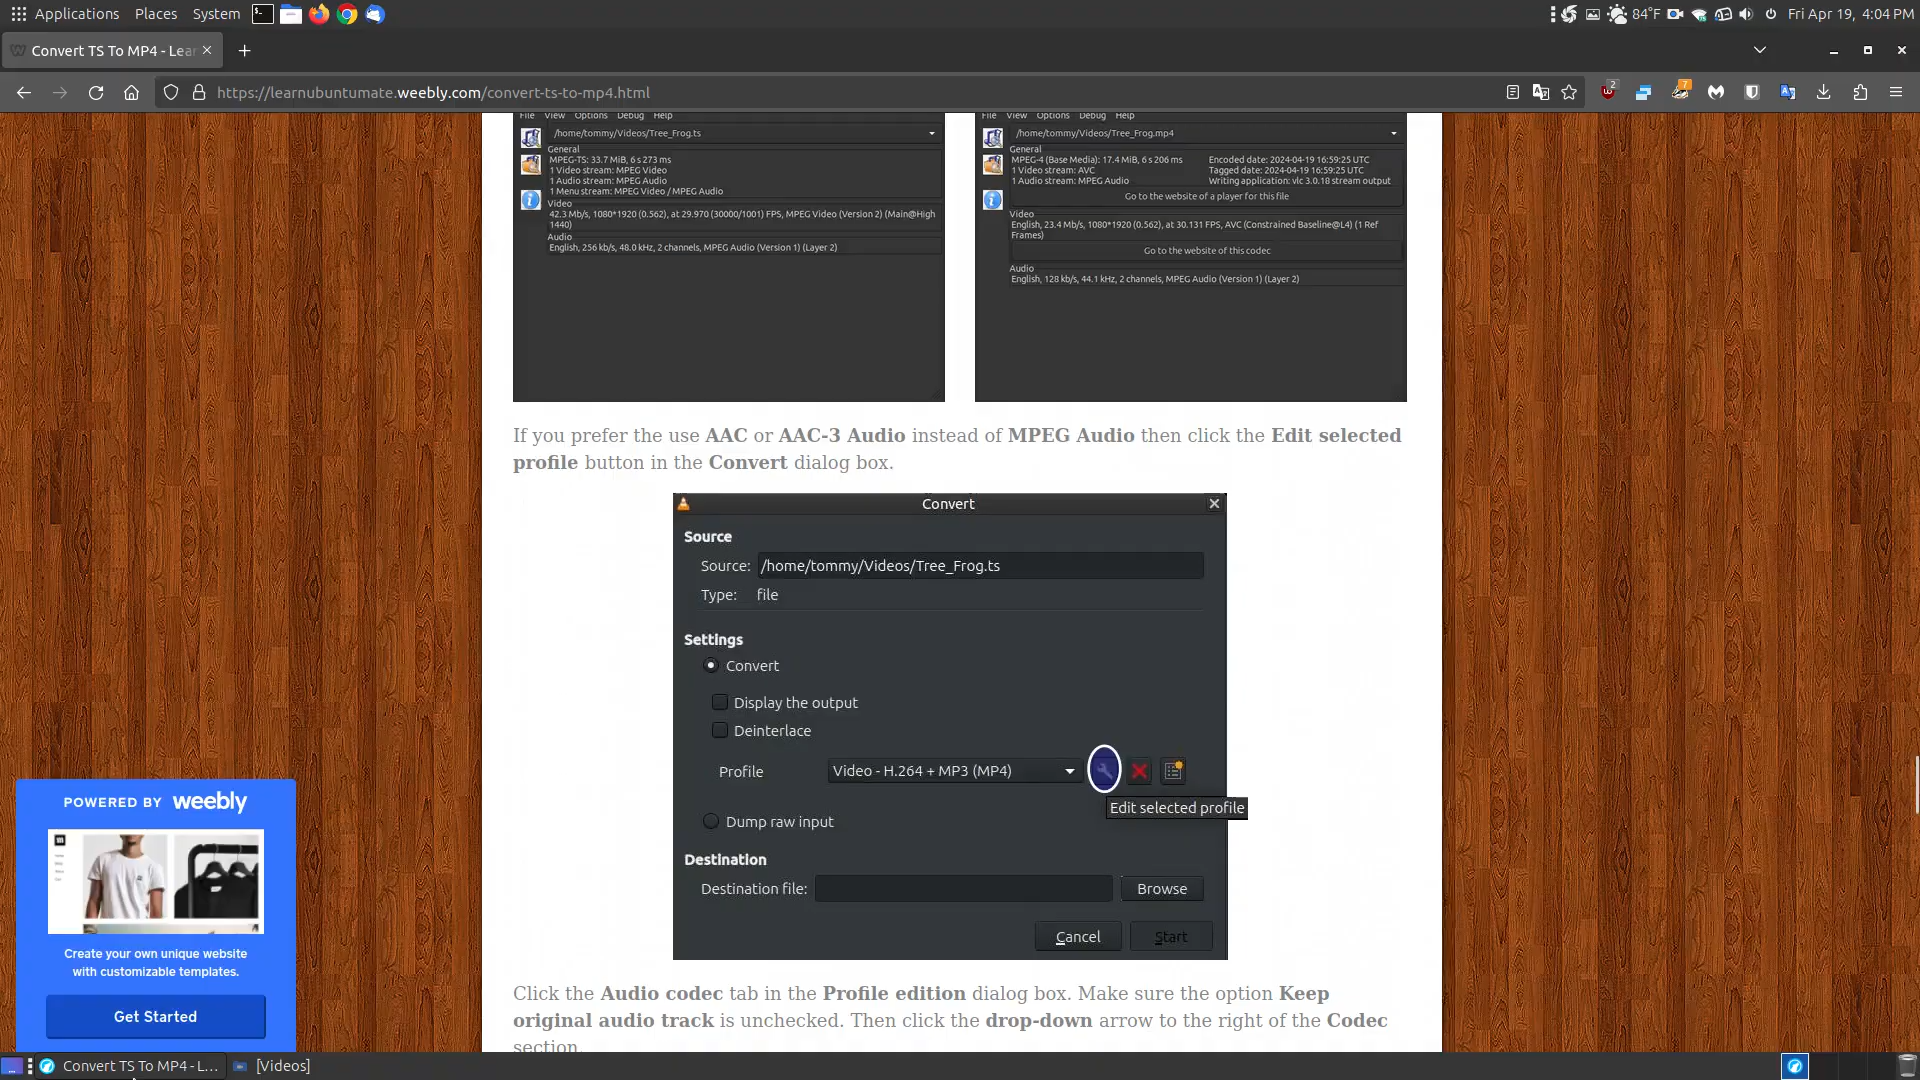 Applications Places System 84°F Fri Apr 19, 4:04 PM
Convert TS To MP4 - Lear
https://learnubuntumate.weebly.com/convert-ts-to-mp4.html
2
7
File View Options Debug Help
/home/tommy/Videos/Tree_Frog.ts
General
MPEG-TS: 33.7 MiB, 6 s 273 ms
1 Video stream: MPEG Video
1 Audio stream: MPEG Audio
1 Menu stream: MPEG Video / MPEG Audio
Video
42.3 Mb/s, 1080*1920 (0.562), at 29.970 (30000/1001) FPS, MPEG Video (Version 2) (Main@High
1440)
Audio
English, 256 kb/s, 48.0 kHz, 2 channels, MPEG Audio (Version 1) (Layer 2)
File View Options Debug Help
/home/tommy/Videos/Tree_Frog.mp4
General
MPEG-4 (Base Media): 17.4 MiB, 6 s 206 ms Encoded date: 2024-04-19 16:59:25 UTC
1 Video stream: AVC Tagged date: 2024-04-19 16:59:25 UTC
1 Audio stream: MPEG Audio Writing application: vlc 3.0.18 stream output
Go to the website of a player for this file
Video
English, 23.4 Mb/s, 1080*1920 (0.562), at 30.131 FPS, AVC (Constrained Baseline@L4) (1 Ref
Frames)
Go to the website of this codec
Audio
English, 128 kb/s, 44.1 kHz, 2 channels, MPEG Audio (Version 1) (Layer 2)
If you prefer the use AAC or AAC-3 Audio instead of MPEG Audio then click the Edit selected
profile button in the Convert dialog box.
Convert
Source
Source: /home/tommy/Videos/Tree_Frog.ts
Type: file
Settings
Convert
Display the output
Deinterlace
Profile Video - H.264 + MP3 (MP4)
Edit selected profile
Dump raw input
Destination
Destination file: Browse
Cancel Start
Click the Audio codec tab in the Profile edition dialog box. Make sure the option Keep
original audio track is unchecked. Then click the drop-down arrow to the right of the Codec
section.
POWERED BY weebly
Create your own unique website
with customizable templates.
Get Started
Convert TS To MP4 - L... [Videos]